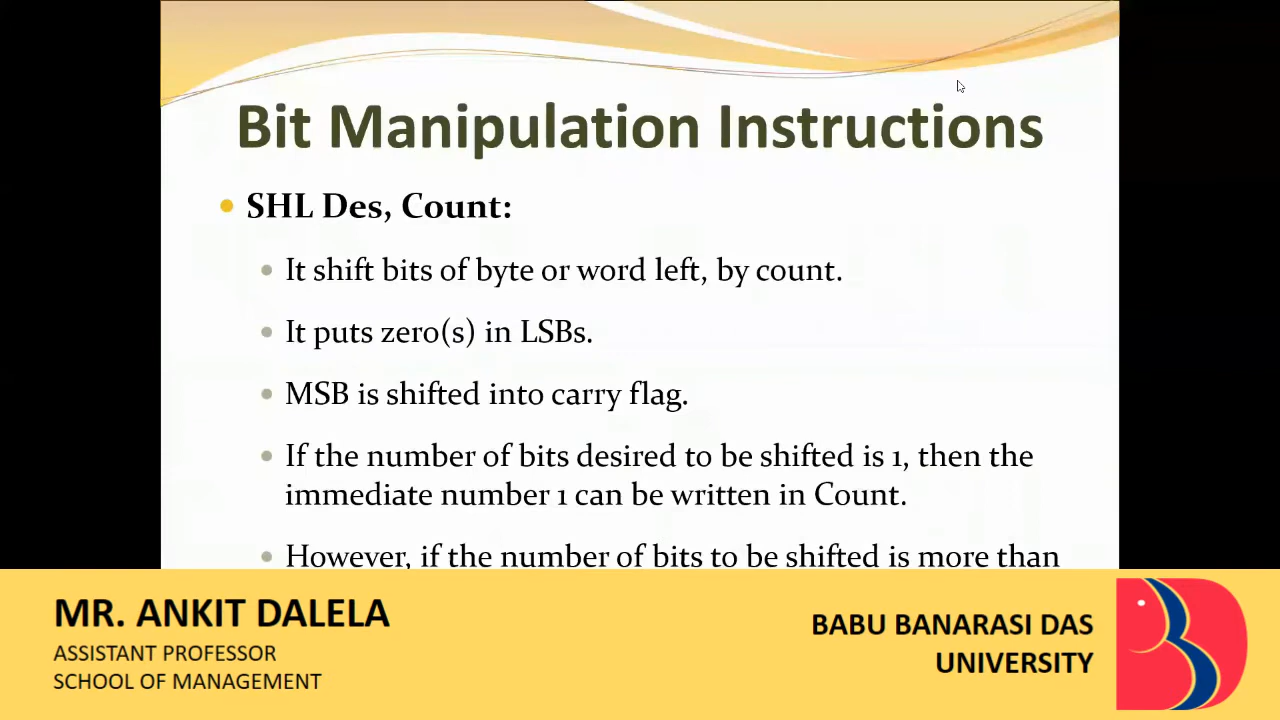 Bit Manipulation Instructions
SHL Des, Count:
It shift bits of byte or word left, by count.
It puts zero(s) in LSBs.
MSB is shifted into carry flag.
If the number of bits desired to be shifted is 1, then the
immediate number 1 can be written in Count.
However, if the number of bits to be shifted is more than
MR. ANKIT DALELA
ASSISTANT PROFESSOR
SCHOOL OF MANAGEMENT
BABU BANARASI DAS
UNIVERSITY